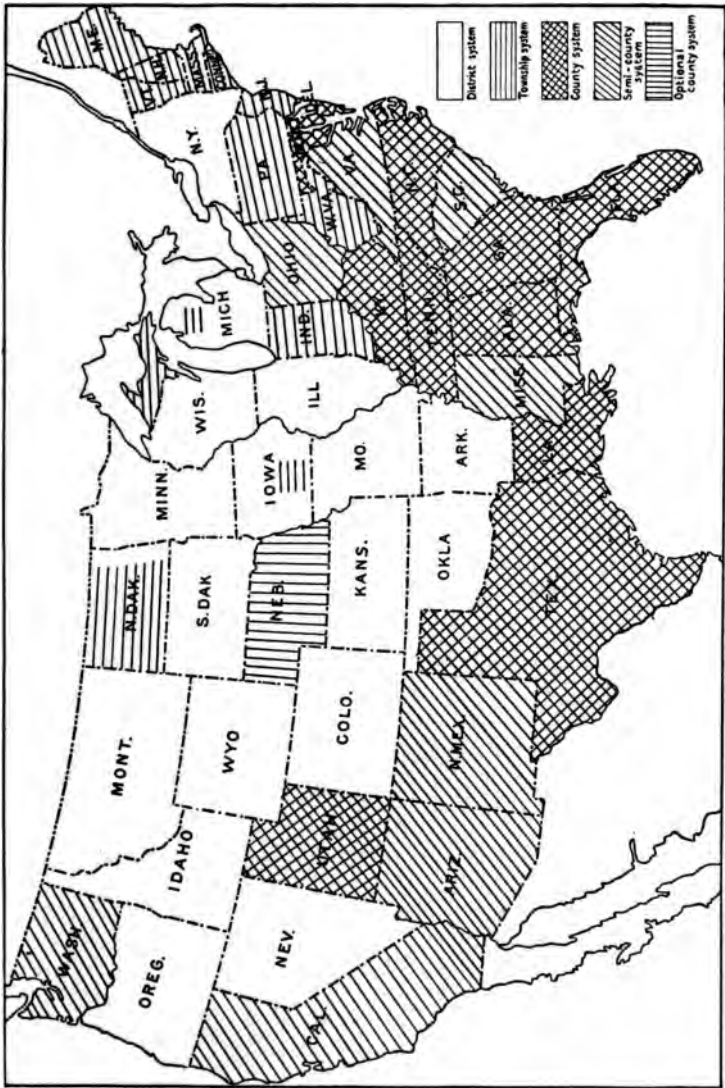 WASH
OREG.
CAL.
NEV.
IDAHO
MONT.
WYO
UTAH
COLO.
ARIZ.
N.MEX.
N.DAK.
S.DAK
NEB.
KANS.
OKLA
TEX.
MINN.
IOWA
MO.
ARK.
LA.
WIS.
ILL
MICH
IND.
OHIO
KY.
TENN.
MISS.
ALA.
GA.
FLA.
S.C.
N.C.
VA.
W.VA.
PA.
N.Y.
N.J.
DEL.
VT.
N.H.
MASS.
CONN.
ME.
District system
Township system
County system
Semi-county system
Optional county system